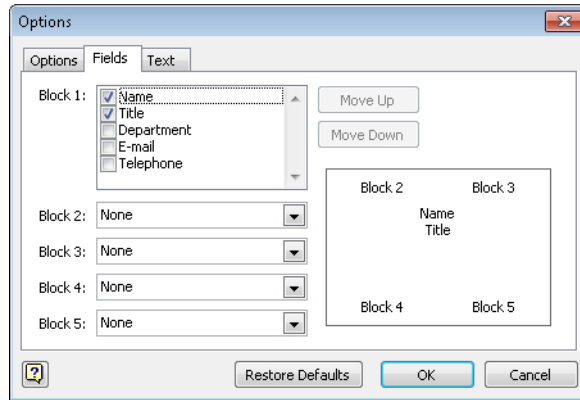 Options
Options Fields Text
Block 1:
Name
Title
Department
E-mail
Telephone
Move Up
Move Down
Block 2: None
Block 3: None
Block 4: None
Block 5: None
Block 2 Block 3
Name
Title
Block 4 Block 5
? Restore Defaults OK Cancel